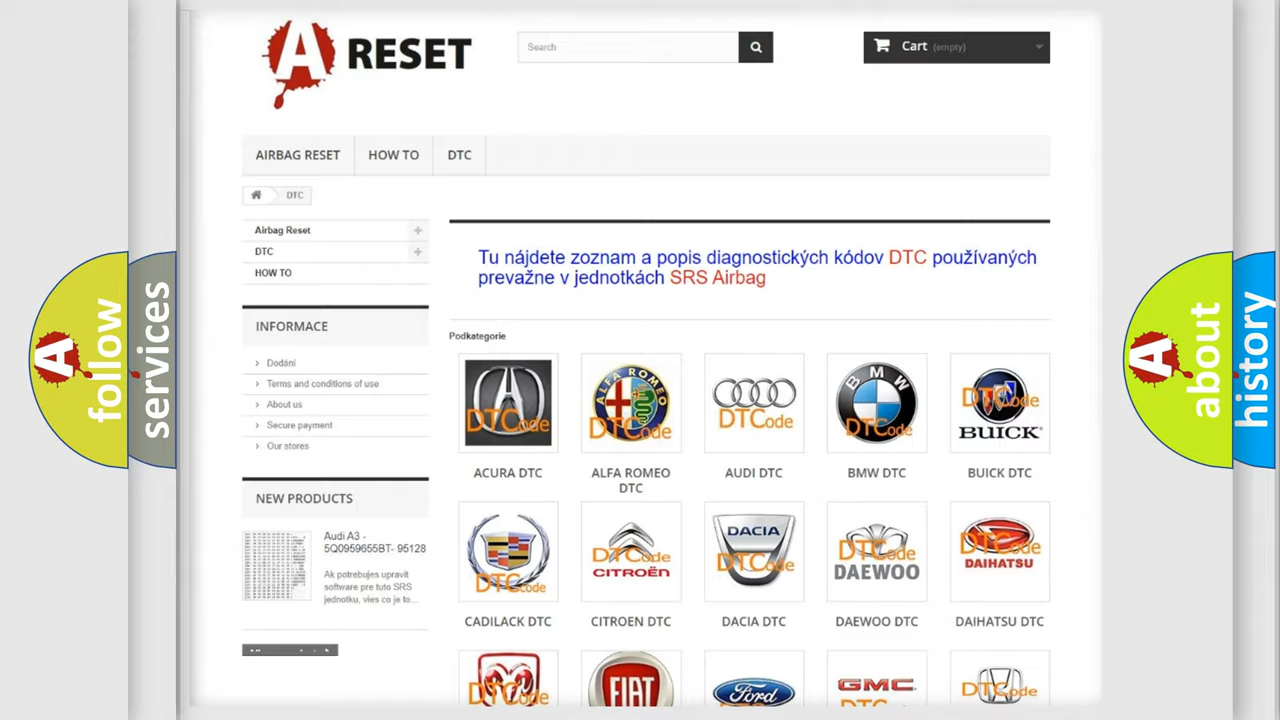 A RESET
Search
Cart (empty)
AIRBAG RESET
HOW TO
DTC
DTC
Airbag Reset
DTC
HOW TO
INFORMACE
Dodání
Terms and conditions of use
About us
Secure payment
Our stores
NEW PRODUCTS
Audi A3 -
5Q0959655BT- 95128
Ak potrebujes upravit
software pre tuto SRS
jednotku, vies co je to...
Tu nájdete zoznam a popis diagnostických kódov DTC používaných
prevažne v jednotkách SRS Airbag
Podkategorie
DTCode
ALFA ROMEO
DTCode
DTCode
BMW
DTCode
DTCode
BUICK
ACURA DTC
ALFA ROMEO
DTC
AUDI DTC
BMW DTC
BUICK DTC
DTCode
DTCode
CITROËN
DACIA
DTCode
DTCode
DAEWOO
DTCode
DAIHATSU
CADILACK DTC
CITROEN DTC
DACIA DTC
DAEWOO DTC
DAIHATSU DTC
DTCode
FIAT
Ford
GMC
DTCode
A follow
services
A about
history